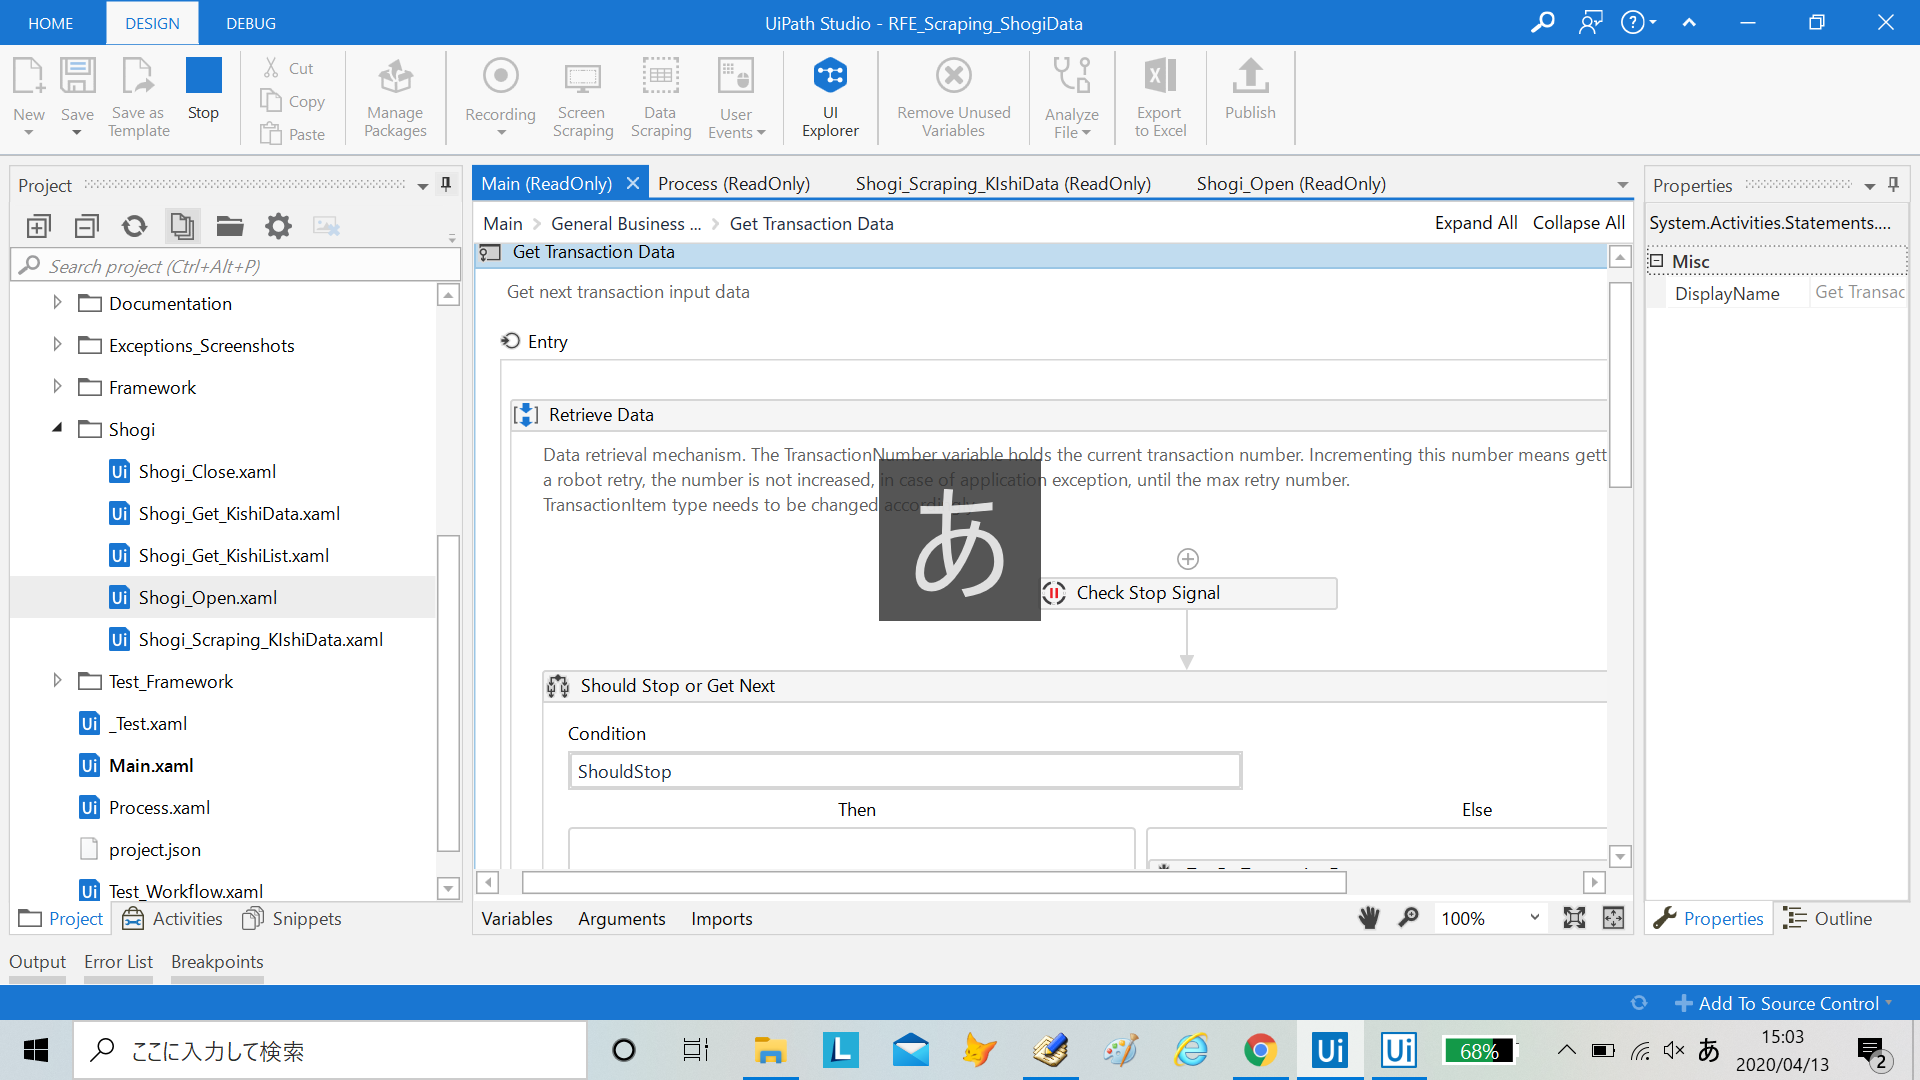 HOME
DESIGN
DEBUG
UiPath Studio - RFE_Scraping_ShogiData
New
Save
Save as
Template
Stop
Cut
Copy
Paste
Manage
Packages
Recording
Screen
Scraping
Data
Scraping
User
Events
UI
Explorer
Remove Unused
Variables
Analyze
File
Export
to Excel
Publish
Project
Search project (Ctrl+Alt+P)
Documentation
Exceptions_Screenshots
Framework
Shogi
Shogi_Close.xaml
Shogi_Get_KishiData.xaml
Shogi_Get_KishiList.xaml
Shogi_Open.xaml
Shogi_Scraping_KIshiData.xaml
Test_Framework
_Test.xaml
Main.xaml
Process.xaml
project.json
Test_Workflow.xaml
Project
Activities
Snippets
Main (ReadOnly)
Process (ReadOnly)
Shogi_Scraping_KIshiData (ReadOnly)
Shogi_Open (ReadOnly)
Main > General Business ... > Get Transaction Data
Expand All
Collapse All
Get Transaction Data
Get next transaction input data
Entry
Retrieve Data
Data retrieval mechanism. The TransactionNumber variable holds the current transaction number. Incrementing this number means gett
a robot retry, the number is not increased, in case of application exception, until the max retry number.
TransactionItem type needs to be changed accordingly.
あ
Check Stop Signal
Should Stop or Get Next
Condition
ShouldStop
Then
Else
Variables
Arguments
Imports
100%
Properties
System.Activities.Statements....
Misc
DisplayName
Get Transac
Properties
Outline
Output
Error List
Breakpoints
Add To Source Control
ここに入力して検索
68%
あ
15:03
2020/04/13
2